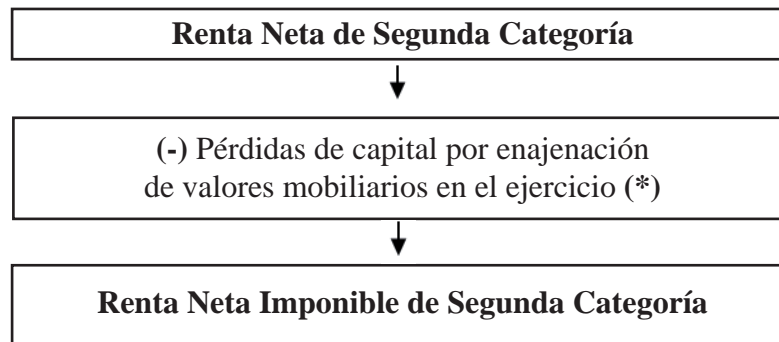 Renta Neta de Segunda Categoría
(-) Pérdidas de capital por enajenación
de valores mobiliarios en el ejercicio (*)
Renta Neta Imponible de Segunda Categoría